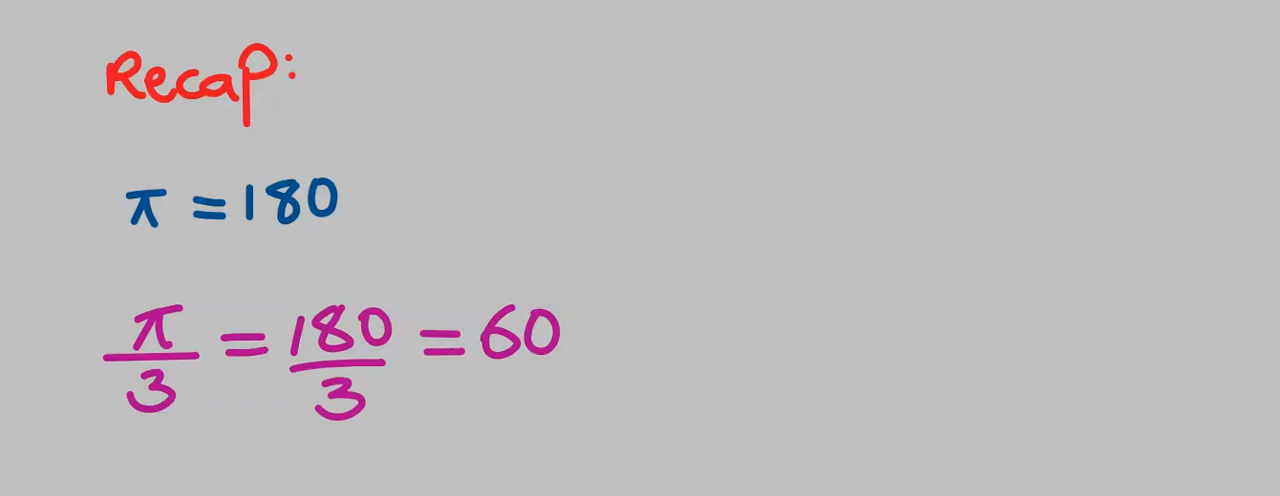 Recap:
π = 180
π/3 = 180/3 = 60